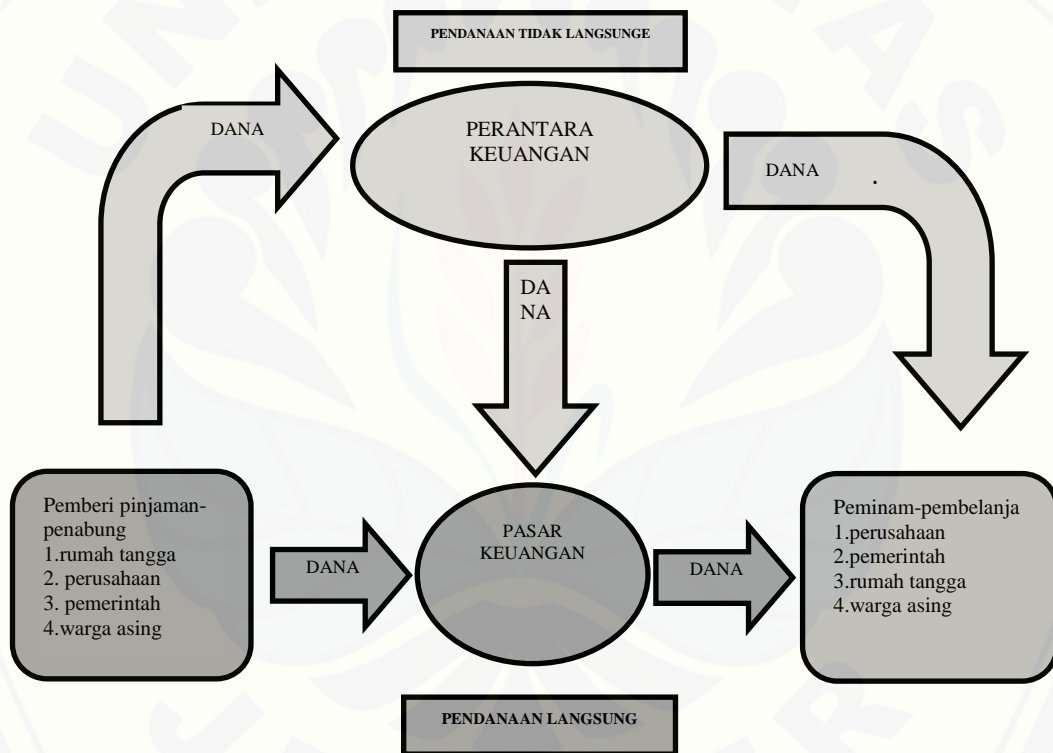 PENDANAAN TIDAK LANGSUNGE
DANA
PERANTARA
KEUANGAN
DANA .
DA
NA
Pemberi pinjaman-
penabung
1.rumah tangga
2. perusahaan
3. pemerintah
4.warga asing
DANA
PASAR
KEUANGAN
DANA
Peminam-pembelanja
1.perusahaan
2.pemerintah
3.rumah tangga
4.warga asing
PENDANAAN LANGSUNG